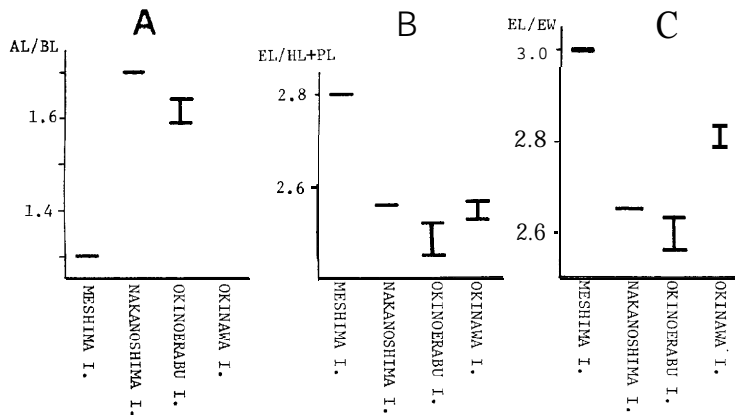 A
AL/BL
1.6
1.4
MESHIMA I.
NAKANOSHIMA I.
OKINOERABU I.
OKINAWA I.
B
EL/HL+PL
2.8
2.6
MESHIMA I.
NAKANOSHIMA I.
OKINOERABU I.
OKINAWA I.
C
EL/EW
3.0
2.8
2.6
MESHIMA I.
NAKANOSHIMA I.
OKINOERABU I.
OKINAWA I.